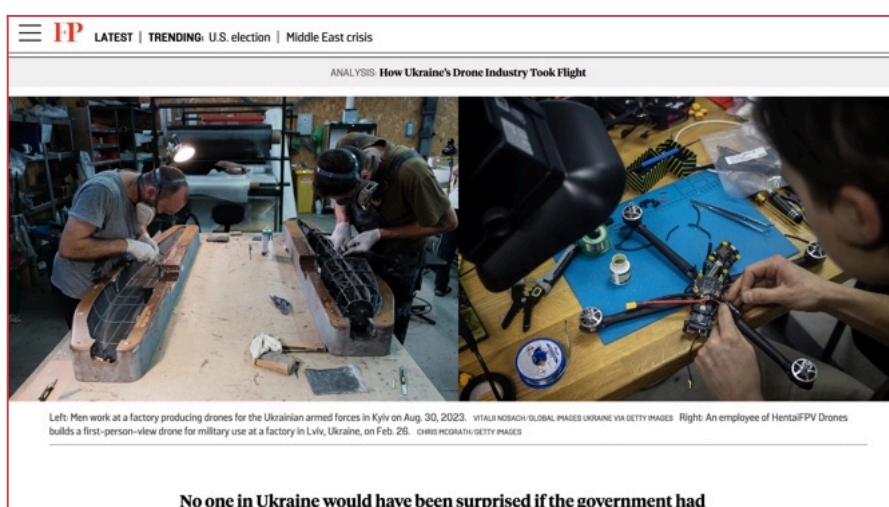 FP LATEST | TRENDING: U.S. election | Middle East crisis
ANALYSIS: How Ukraine's Drone Industry Took Flight
Left: Men work at a factory producing drones for the Ukrainian armed forces in Kyiv on Aug. 30, 2023. VITALII NOSACH/GLOBAL IMAGES UKRAINE VIA GETTY IMAGES Right: An employee of HentaiFPV Drones
builds a first-person-view drone for military use at a factory in Lviv, Ukraine, on Feb. 26. CHRIS MCGRATH/GETTY IMAGES
No one in Ukraine would have been surprised if the government had